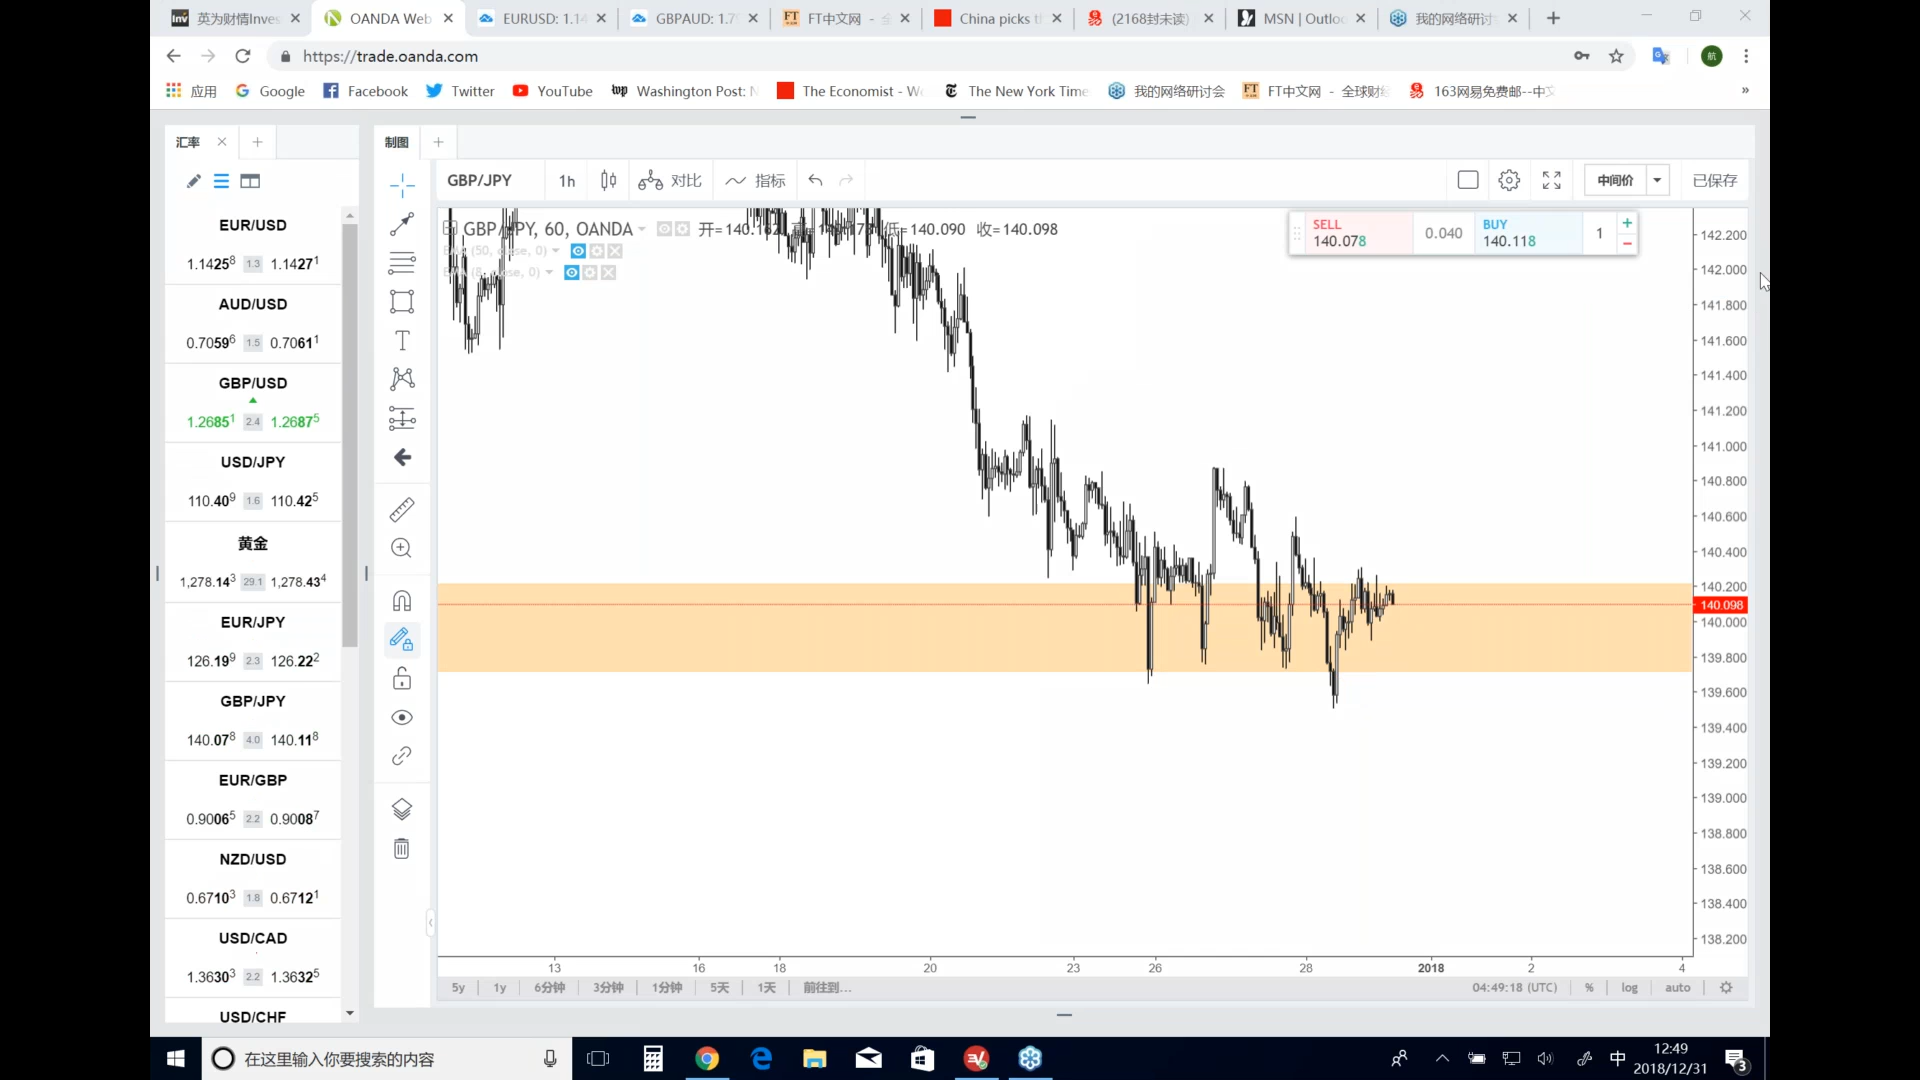 英为财情Inves
OANDA Web
EURUSD: 1.14
GBPAUD: 1.7
FT中文网 -
China picks t
(2168封未读)
MSN | Outlo
我的网络研讨
https://trade.oanda.com
应用
Google
Facebook
Twitter
YouTube
Washington Post: N
The Economist - W
The New York Time
我的网络研讨会
FT中文网 - 全球财经
163网易免费邮--中文
汇率
制图
GBP/JPY
1h
对比
指标
中间价
已保存
EUR/USD
1.14258 1.3 1.14271
AUD/USD
0.70596 1.5 0.70611
GBP/USD
1.26851 2.4 1.26875
USD/JPY
110.409 1.6 110.425
黄金
1,278.143 29.1 1,278.434
EUR/JPY
126.199 2.3 126.222
GBP/JPY
140.078 4.0 140.118
EUR/GBP
0.90065 2.2 0.90087
NZD/USD
0.67103 1.8 0.67121
USD/CAD
1.36303 2.2 1.36325
USD/CHF
GBP/JPY, 60, OANDA
低=140.090 收=140.098
(50, close, 0)
(8, close, 0)
SELL
140.078
0.040
BUY
140.118
1
142.200
142.000
141.800
141.600
141.400
141.200
141.000
140.800
140.600
140.400
140.200
140.098
140.000
139.800
139.600
139.400
139.200
139.000
138.800
138.600
138.400
138.200
13 16 18 20 23 26 28 2018 2 4
5y 1y 6分钟 3分钟 1分钟 5天 1天 前往到...
04:49:18 (UTC) % log auto
在这里输入你要搜索的内容
中
12:49
2018/12/31
3